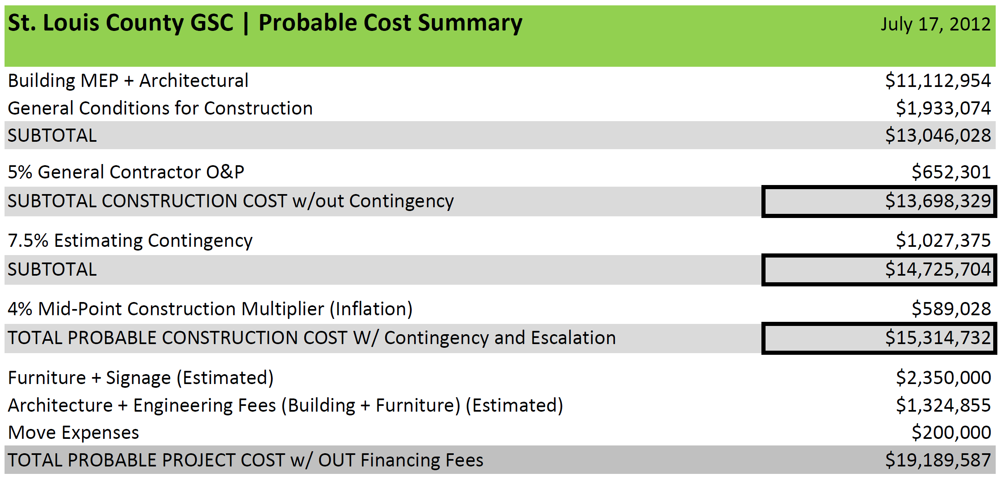 St. Louis County GSC | Probable Cost Summary July 17, 2012
Building MEP + Architectural $11,112,954
General Conditions for Construction $1,933,074
SUBTOTAL $13,046,028
5% General Contractor O&P $652,301
SUBTOTAL CONSTRUCTION COST w/out Contingency $13,698,329
7.5% Estimating Contingency $1,027,375
SUBTOTAL $14,725,704
4% Mid-Point Construction Multiplier (Inflation) $589,028
TOTAL PROBABLE CONSTRUCTION COST W/ Contingency and Escalation $15,314,732
Furniture + Signage (Estimated) $2,350,000
Architecture + Engineering Fees (Building + Furniture) (Estimated) $1,324,855
Move Expenses $200,000
TOTAL PROBABLE PROJECT COST w/ OUT Financing Fees $19,189,587